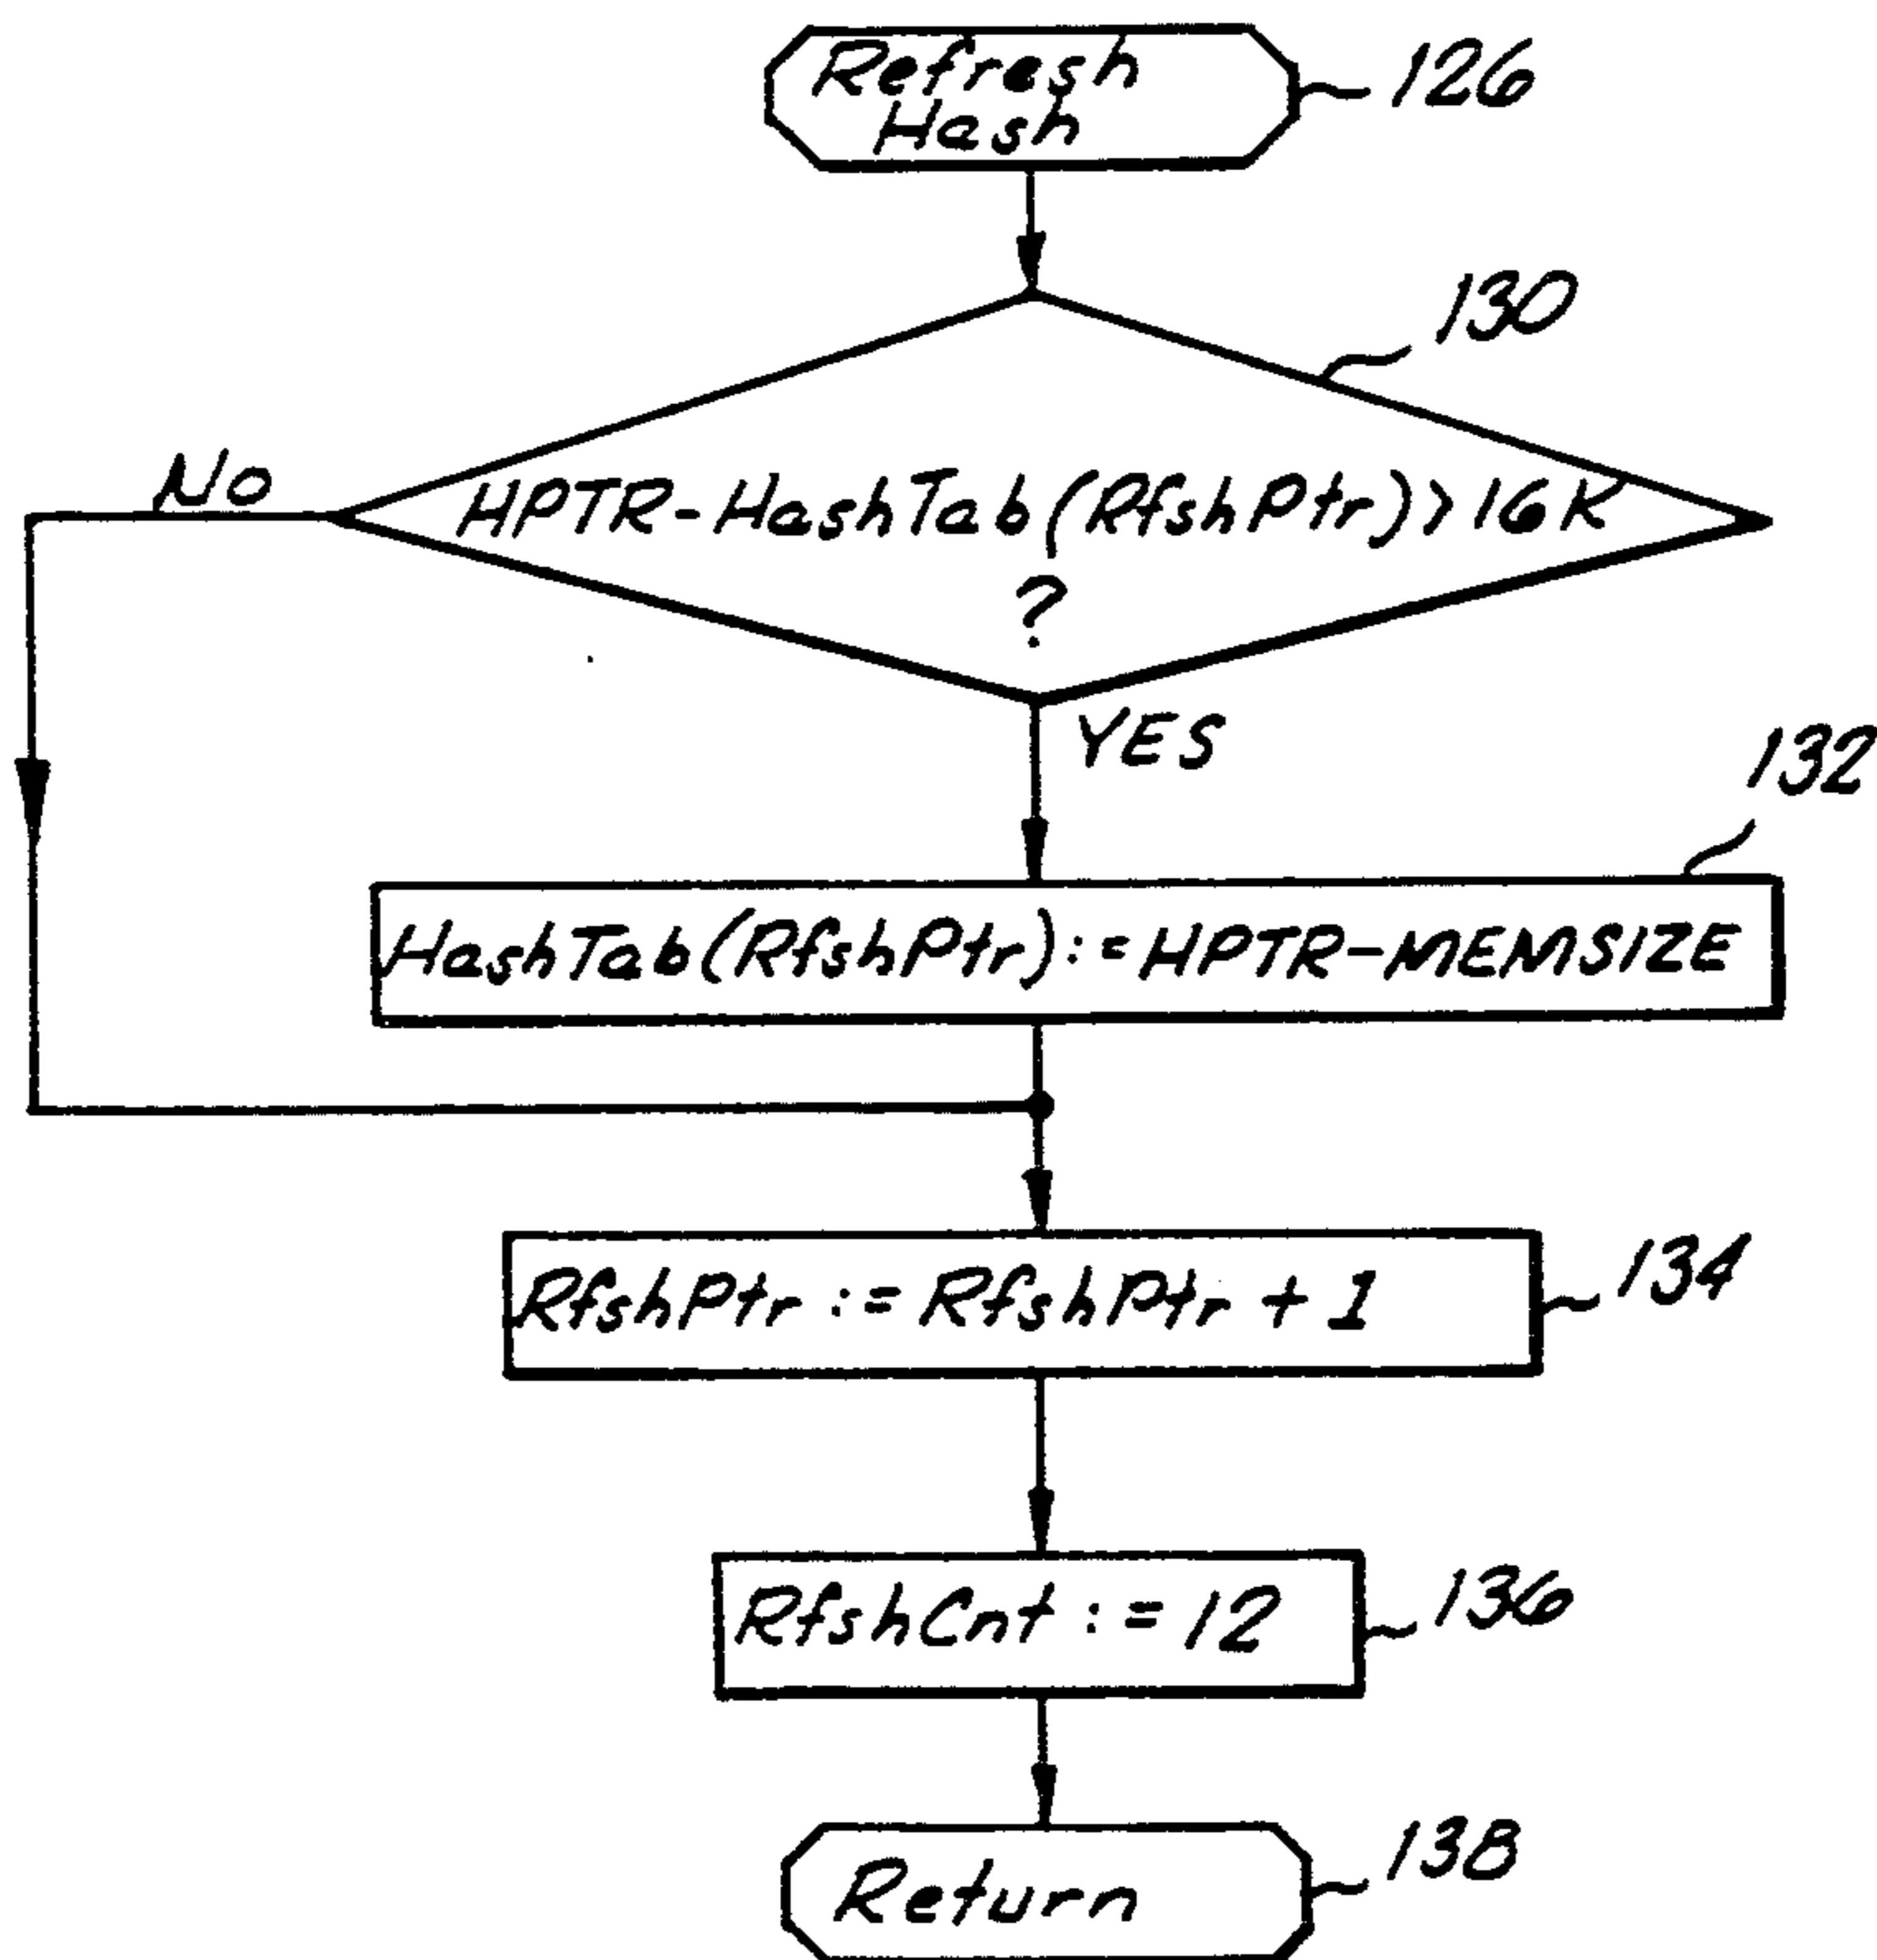 Refresh
Hash
126
130
No
HPTR-HashTab(RfshPtr)>16K
?
YES
132
HashTab(RfshPtr):=HPTR-MEMSIZE
RfshPtr := RfshPtr + 1
134
RfshCnt := 12
136
Return
138